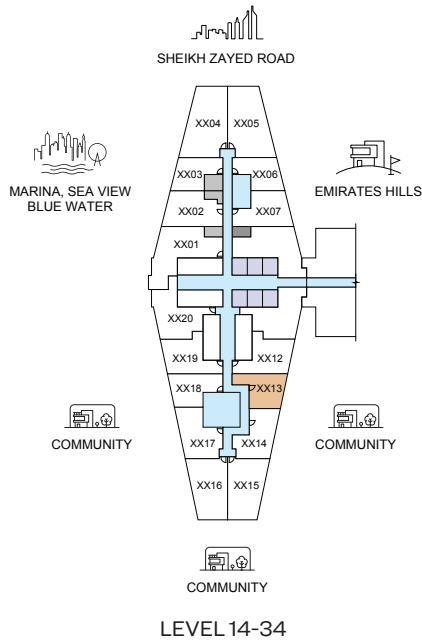 SHEIKH ZAYED ROAD
XX04
XX05
MARINA, SEA VIEW
BLUE WATER
EMIRATES HILLS
XX03
XX06
XX02
XX07
XX01
XX20
XX19
XX12
XX18
XX13
COMMUNITY
COMMUNITY
XX17
XX14
XX16
XX15
COMMUNITY
LEVEL 14-34